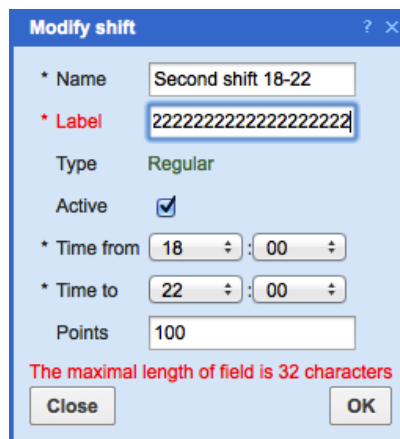 Modify shift ? ×
* Name Second shift 18-22
* Label 2222222222222222222
Type Regular
Active
* Time from 18 : 00
* Time to 22 : 00
Points 100
The maximal length of field is 32 characters
Close OK